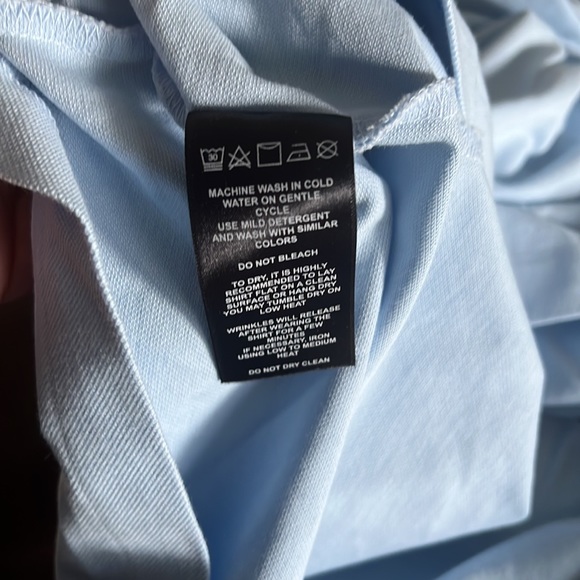 30
MACHINE WASH IN COLD
WATER ON GENTLE
CYCLE
USE MILD DETERGENT
AND WASH WITH SIMILAR
COLORS
DO NOT BLEACH
TO DRY, IT IS HIGHLY
RECOMMENDED TO LAY
SHIRT FLAT ON A CLEAN
SURFACE OR HANG DRY
YOU MAY TUMBLE DRY ON
LOW HEAT
WRINKLES WILL RELEASE
AFTER WEARING THE
SHIRT FOR A FEW
MINUTES
IF NECESSARY, IRON
USING LOW TO MEDIUM
HEAT
DO NOT DRY CLEAN